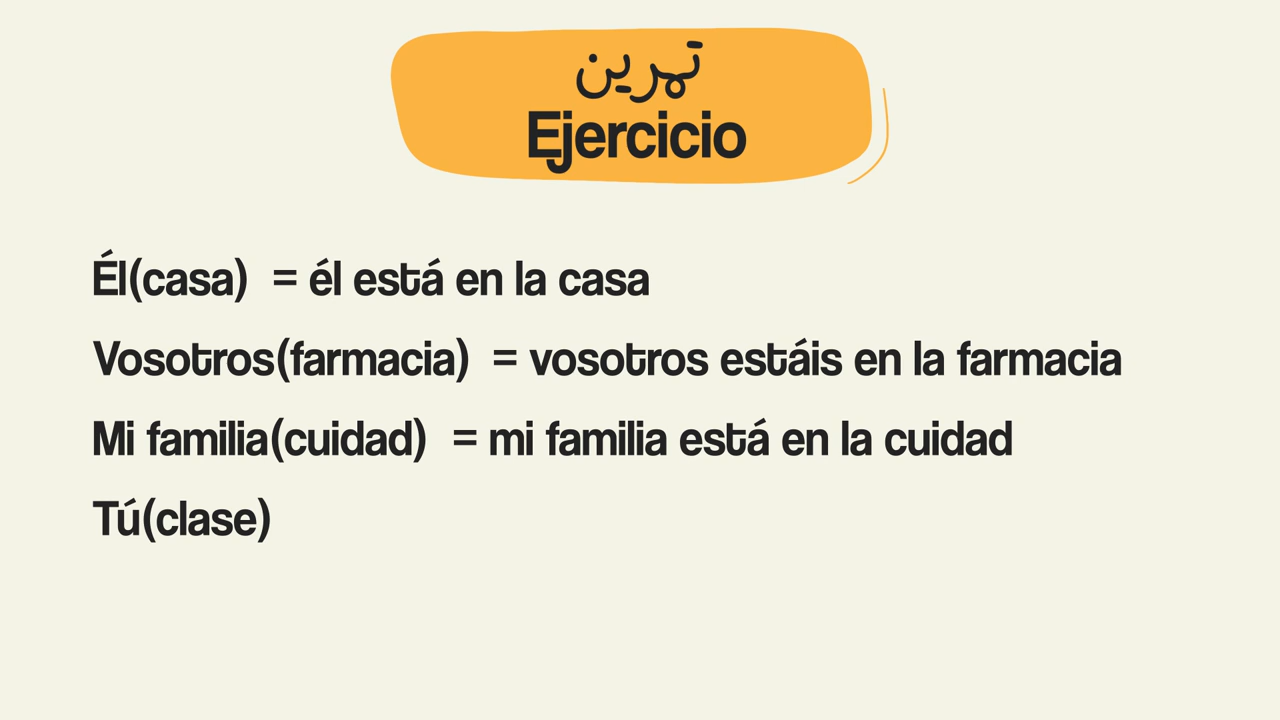 تمرين
Ejercicio
Él(casa) = él está en la casa
Vosotros(farmacia) = vosotros estáis en la farmacia
Mi familia(cuidad) = mi familia está en la cuidad
Tú(clase)